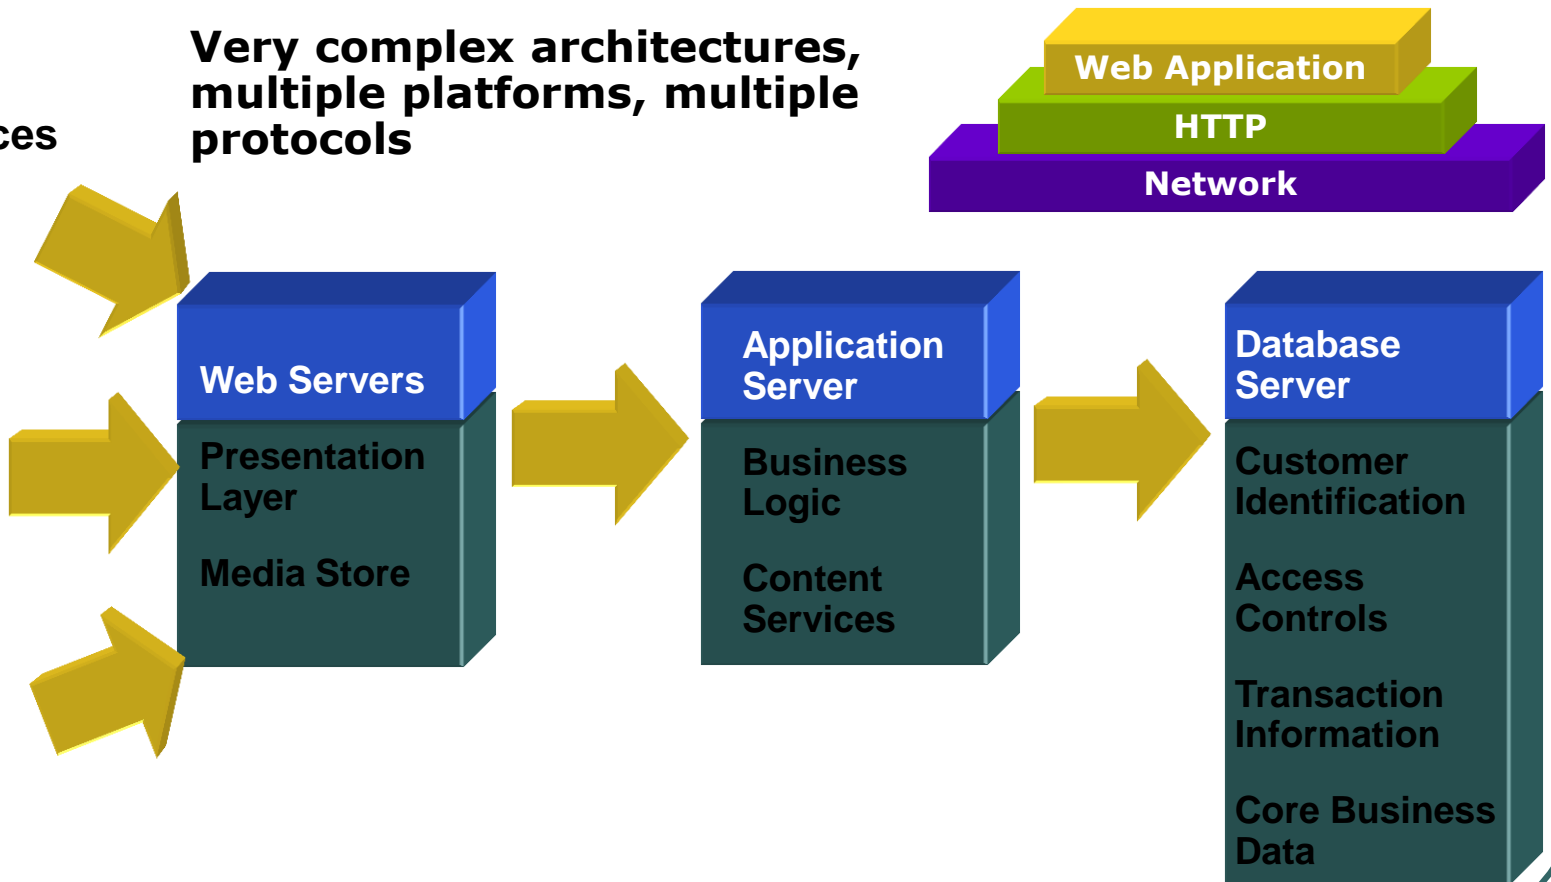 Very complex architectures,
multiple platforms, multiple
protocols
ces
Web Application
HTTP
Network
Web Servers
Presentation
Layer
Media Store
Application
Server
Business
Logic
Content
Services
Database
Server
Customer
Identification
Access
Controls
Transaction
Information
Core Business
Data